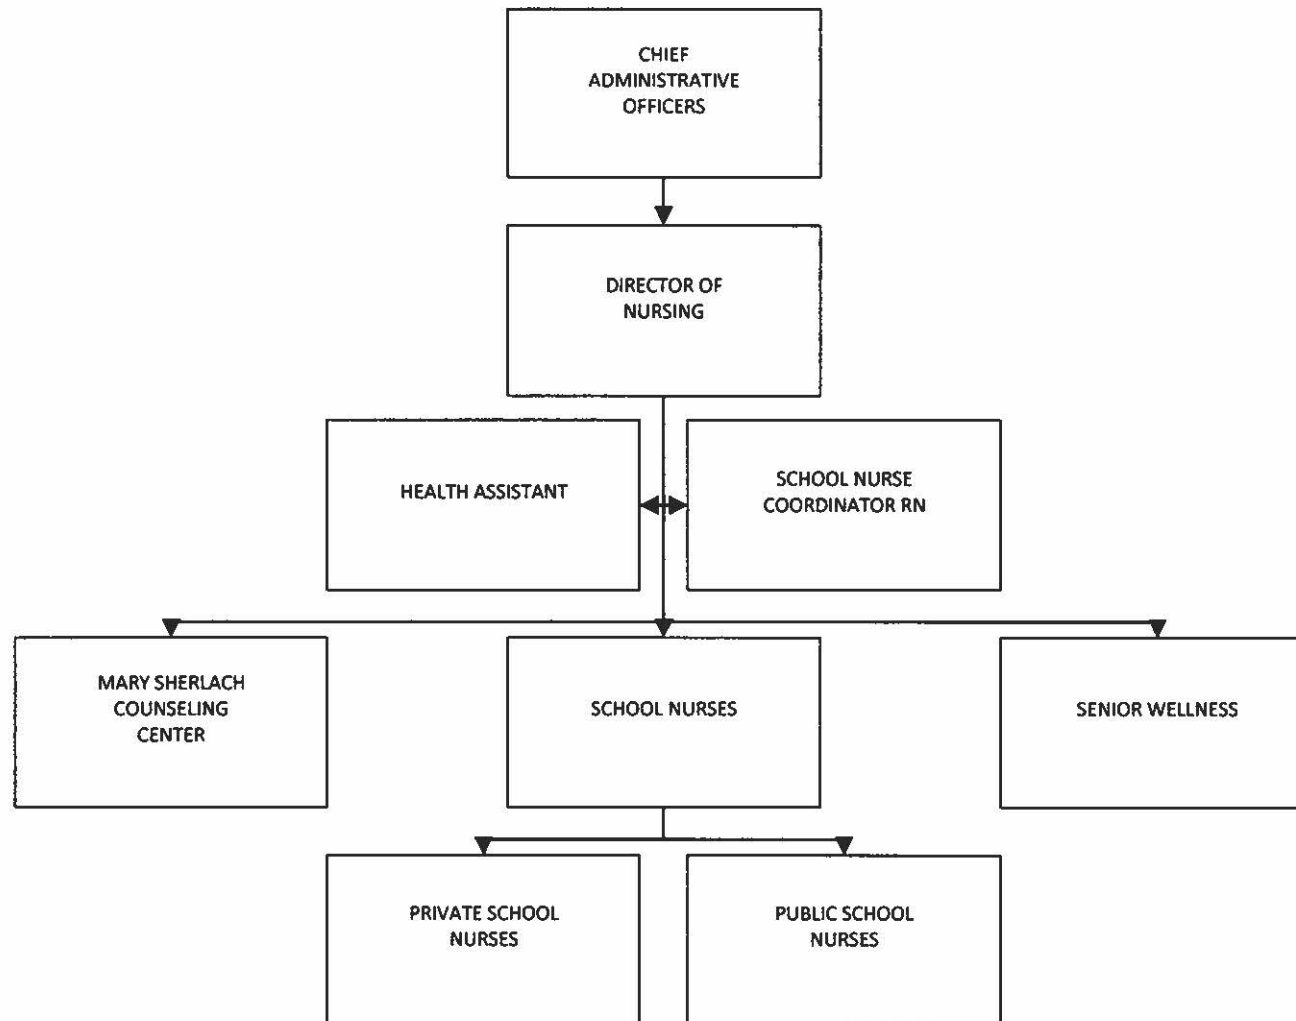 CHIEF
ADMINISTRATIVE
OFFICERS
DIRECTOR OF
NURSING
HEALTH ASSISTANT
SCHOOL NURSE
COORDINATOR RN
MARY SHERLACH
COUNSELING
CENTER
SCHOOL NURSES
SENIOR WELLNESS
PRIVATE SCHOOL
NURSES
PUBLIC SCHOOL
NURSES